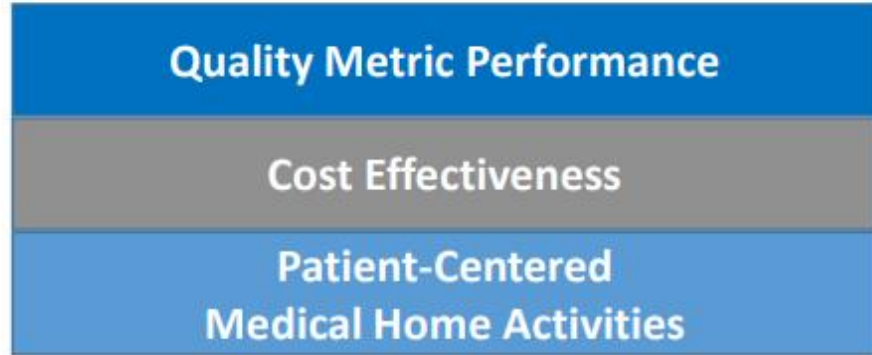 Quality Metric Performance
Cost Effectiveness
Patient-Centered
Medical Home Activities